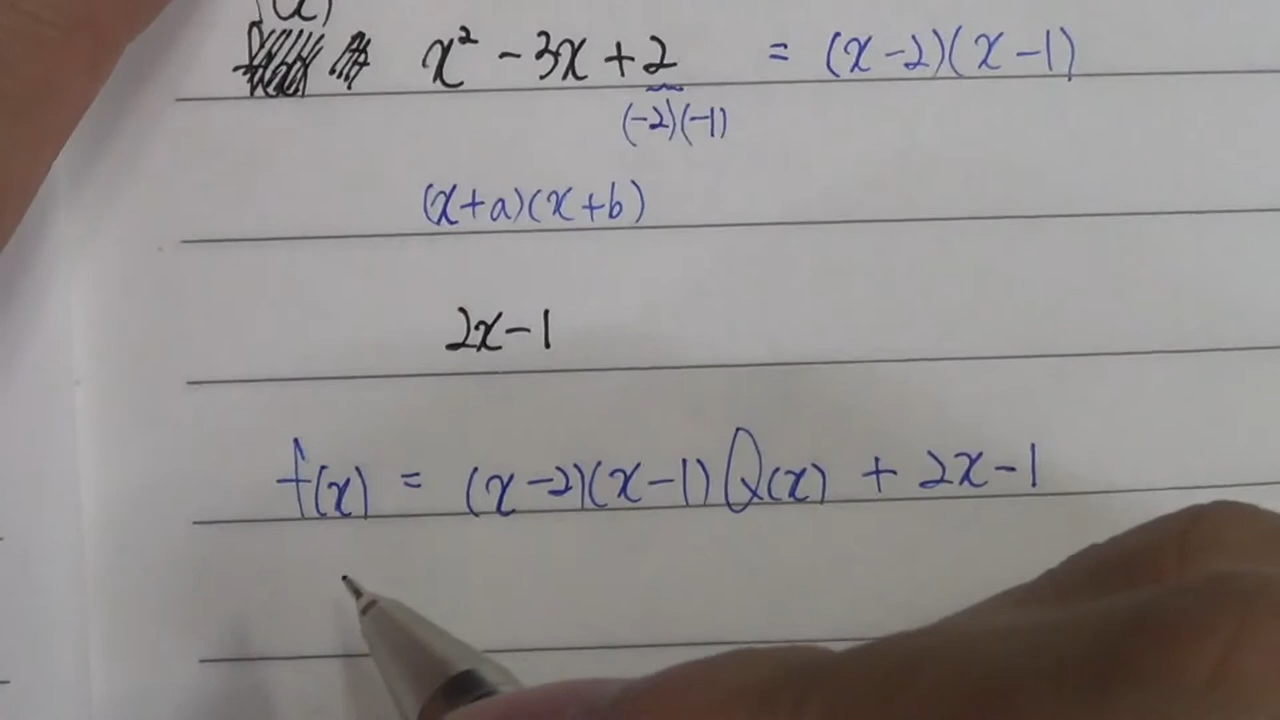 x² - 3x + 2 = (x-2)(x-1)
(-2)(-1)
(x+a)(x+b)
2x-1
f(x) = (x-2)(x-1)Q(x) + 2x-1